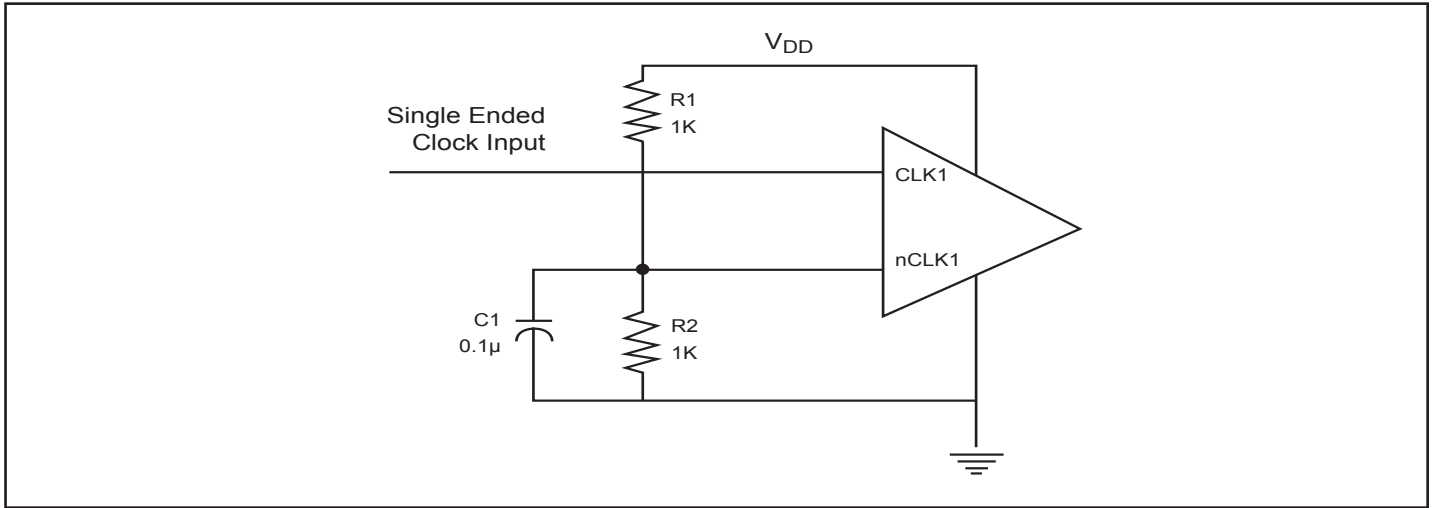 VDD
R1
1K
Single Ended
Clock Input
CLK1
nCLK1
C1
0.1µ
R2
1K